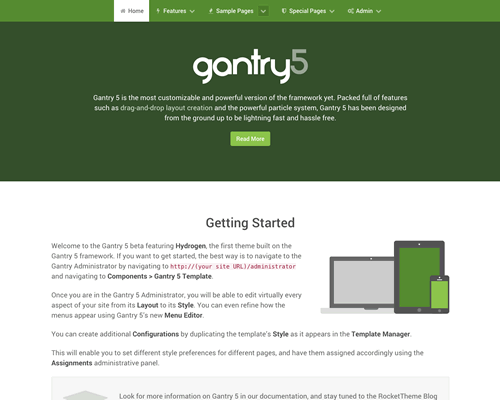 Home Features Sample Pages Special Pages Admin
gantry5
Gantry 5 is the most customizable and powerful version of the framework yet. Packed full of features
such as drag-and-drop layout creation and the powerful particle system, Gantry 5 has been designed
from the ground up to be lightning fast and hassle free.
Read More
Getting Started
Welcome to the Gantry 5 beta featuring Hydrogen, the first theme built on the
Gantry 5 framework. If you want to get started, the best way is to navigate to the
Gantry Administrator by navigating to http://(your site URL)/administrator
and navigating to Components > Gantry 5 Template.
Once you are in the Gantry 5 Administrator, you will be able to edit virtually every
aspect of your site from its Layout to its Style. You can even refine how the
menus appear using Gantry 5's new Menu Editor.
You can create additional Configurations by duplicating the template's Style as it appears in the Template Manager.
This will enable you to set different style preferences for different pages, and have them assigned accordingly using the
Assignments administrative panel.
Look for more information on Gantry 5 in our documentation, and stay tuned to the RocketTheme Blog